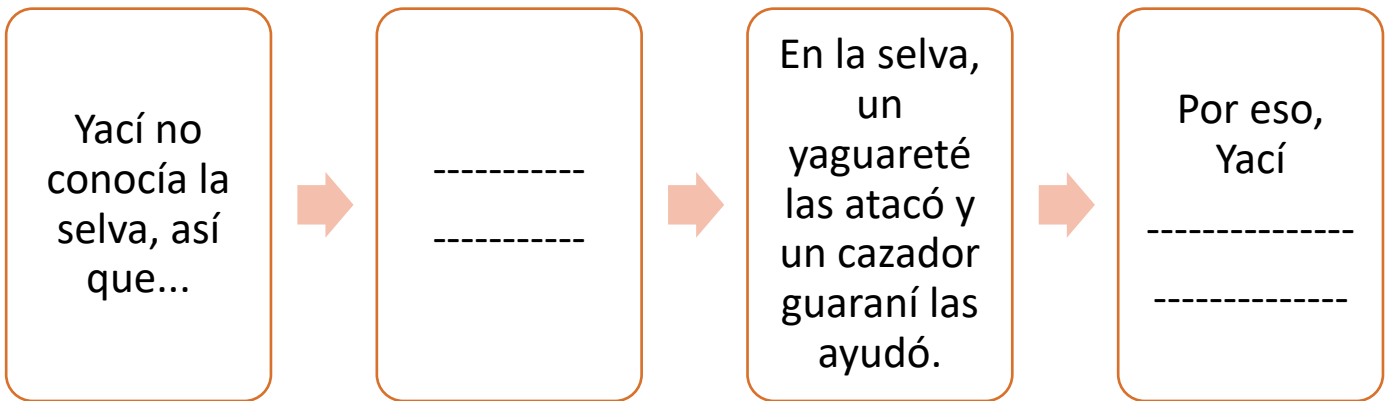 Yací no
conocía la
selva, así
que...
-----------
-----------
En la selva,
un
yaguareté
las atacó y
un cazador
guaraní las
ayudó.
Por eso,
Yací
---------------
--------------